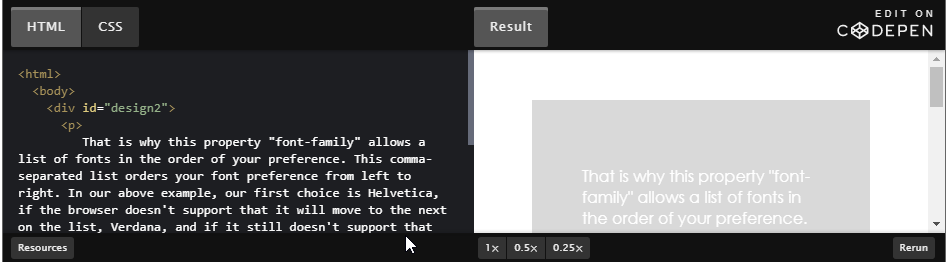 HTML CSS Result EDIT ON
CODEPEN
<html>
<body>
<div id="design2">
<p>
That is why this property "font-family" allows a
list of fonts in the order of your preference. This comma-
separated list orders your font preference from left to
right. In our above example, our first choice is Helvetica,
if the browser doesn't support that it will move to the next
on the list, Verdana, and if it still doesn't support that
That is why this property "font-
family" allows a list of fonts in
the order of your preference.
Resources 1× 0.5× 0.25× Rerun